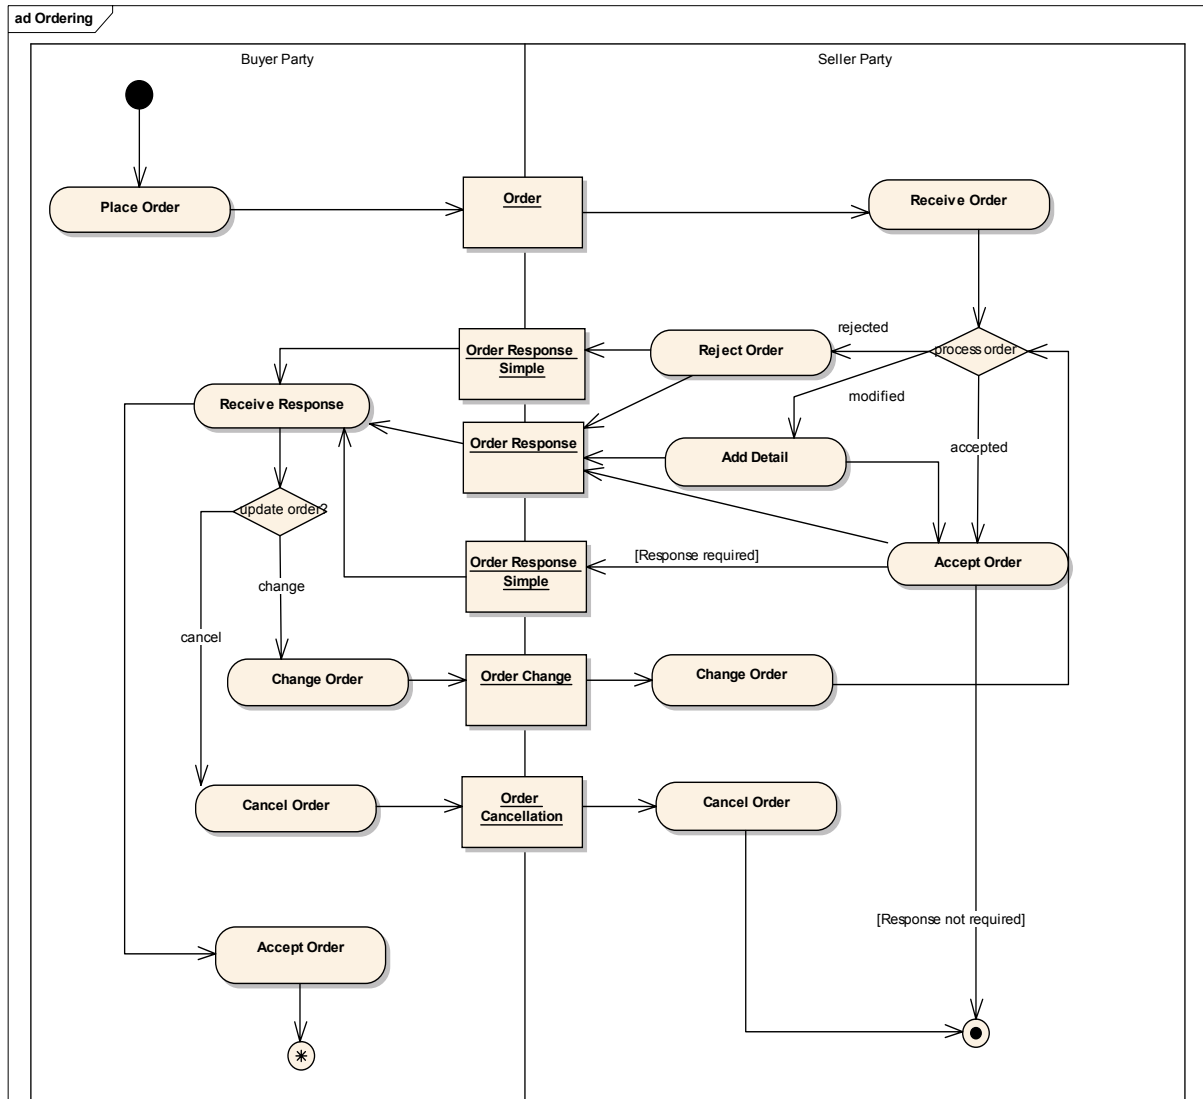 ad Ordering
Buyer Party
Seller Party
Place Order
Order
Receive Order
Order Response
Simple
Reject Order
rejected
process order
Receive Response
modified
Order Response
Add Detail
accepted
update order?
Order Response
Simple
[Response required]
Accept Order
change
cancel
Change Order
Order Change
Change Order
Cancel Order
Order
Cancellation
Cancel Order
[Response not required]
Accept Order